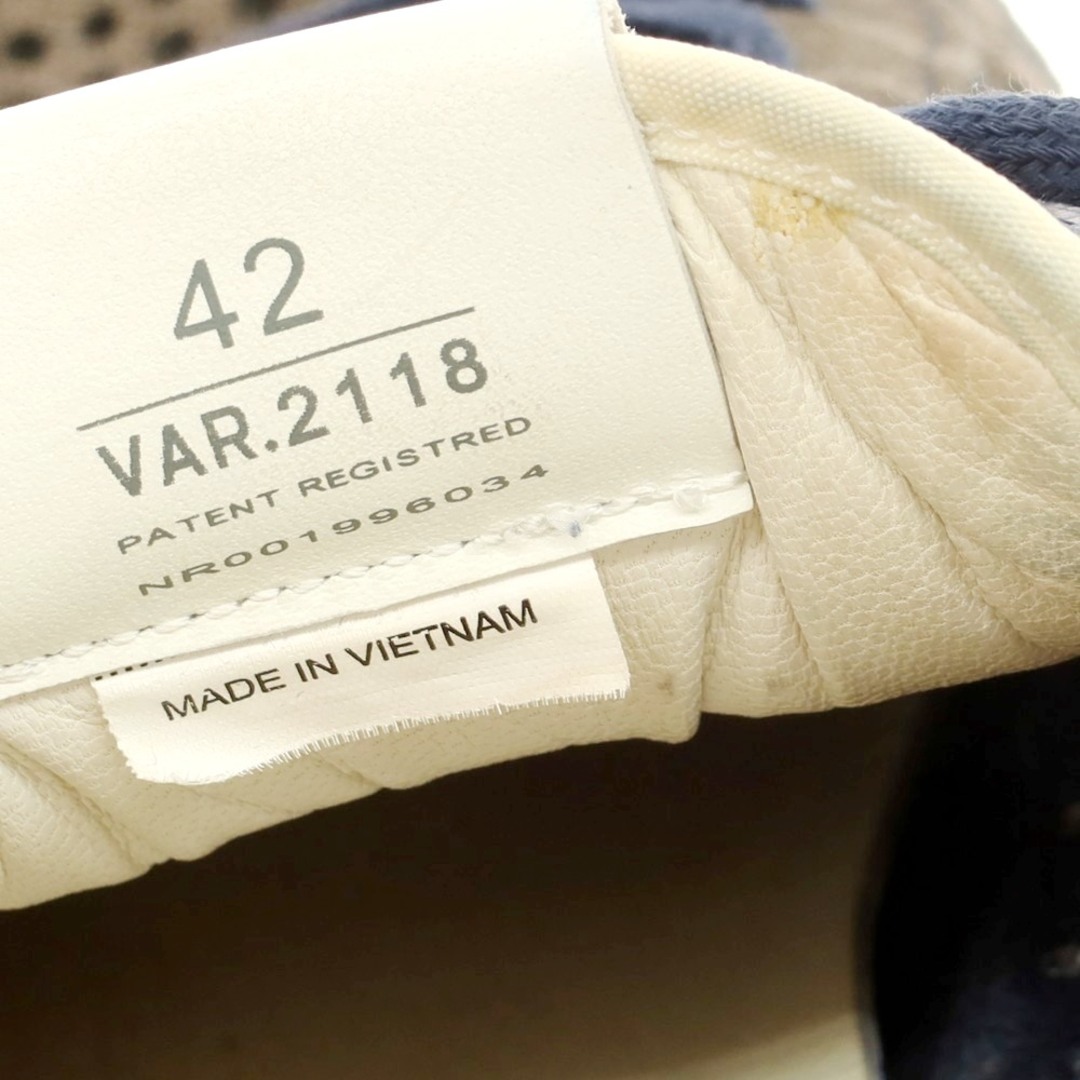 42
VAR.2118
PATENT REGISTRED
NR001996034
MADE IN VIETNAM